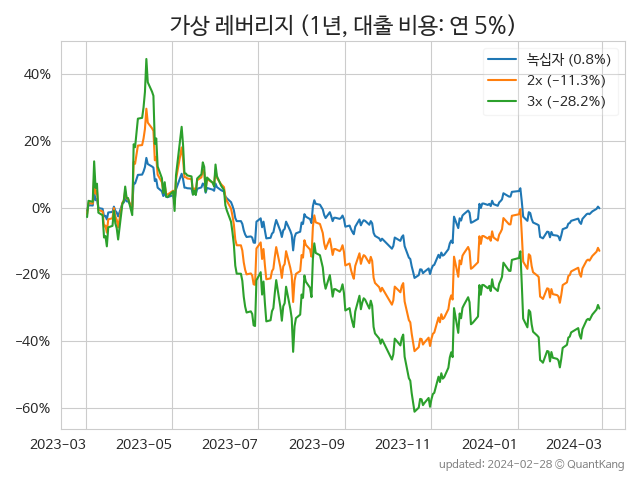 가상 레버리지 (1년, 대출 비용: 연 5%)
녹십자 (0.8%)
2x (−11.3%)
3x (−28.2%)
40%
20%
0%
−20%
−40%
−60%
2023-03 2023-05 2023-07 2023-09 2023-11 2024-01 2024-03
updated: 2024-02-28 © QuantKang